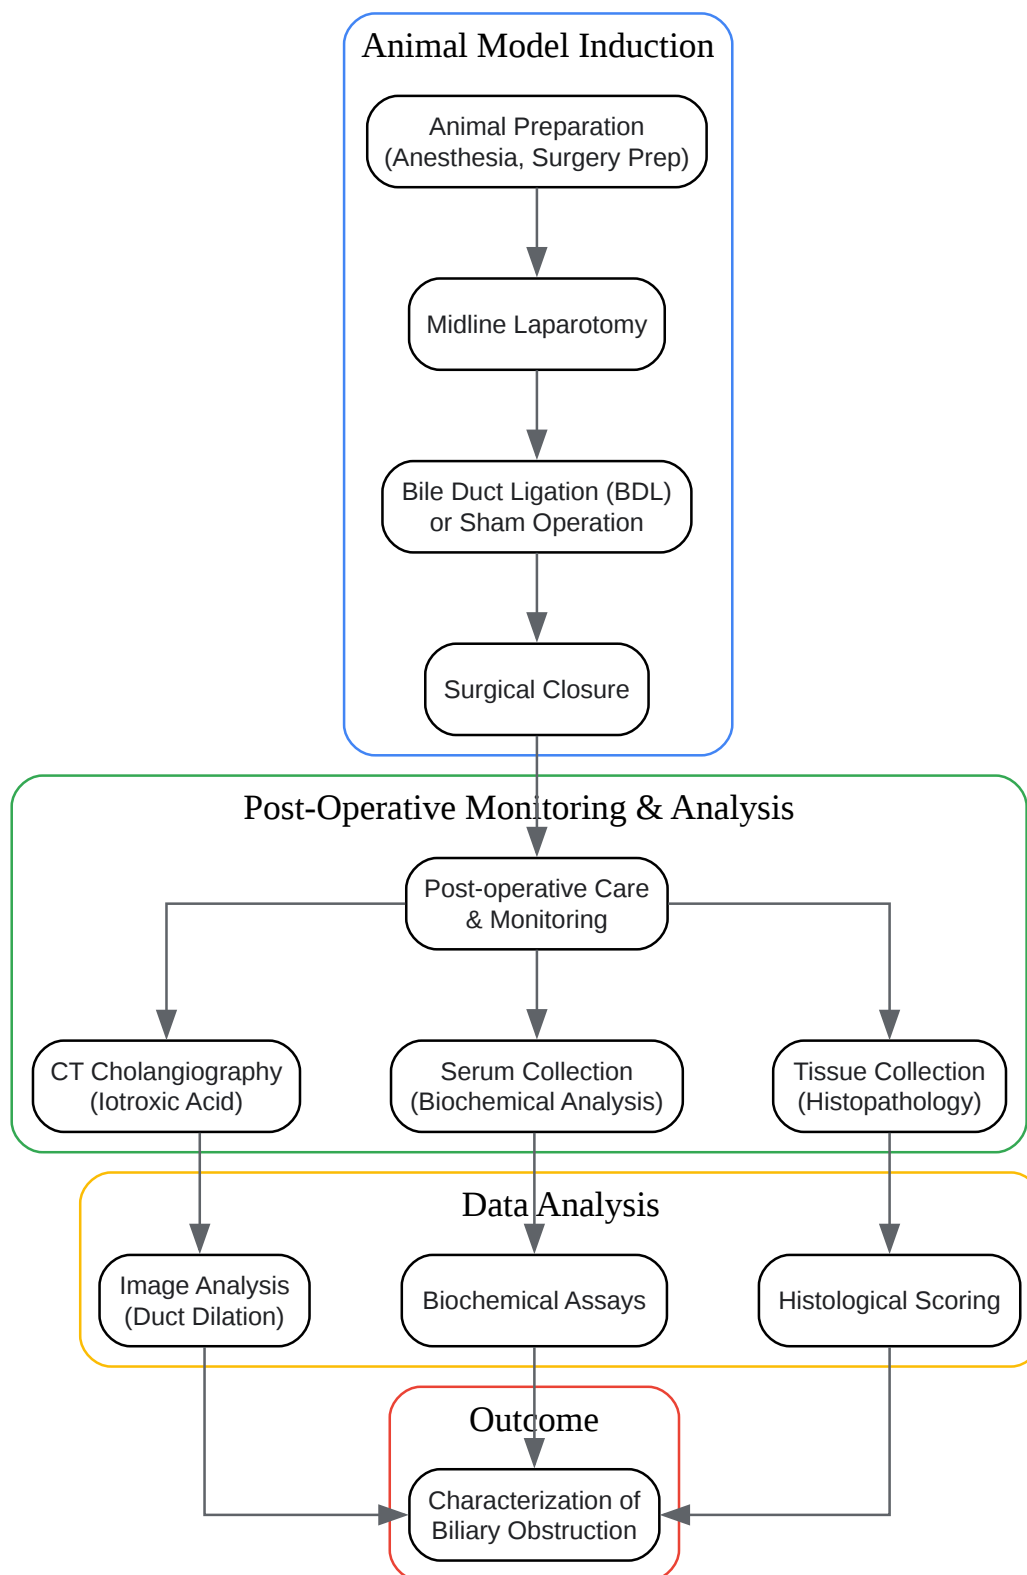 Animal Model Induction
Animal Preparation
(Anesthesia, Surgery Prep)
Midline Laparotomy
Bile Duct Ligation (BDL)
or Sham Operation
Surgical Closure
Post-Operative Monitoring & Analysis
Post-operative Care
& Monitoring
CT Cholangiography
(Iotroxic Acid)
Serum Collection
(Biochemical Analysis)
Tissue Collection
(Histopathology)
Data Analysis
Image Analysis
(Duct Dilation)
Biochemical Assays
Histological Scoring
Outcome
Characterization of
Biliary Obstruction